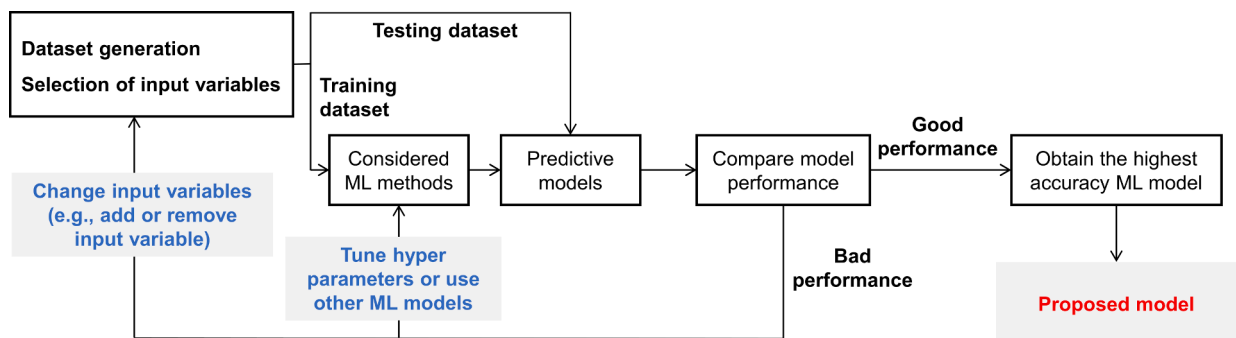 Dataset generation
Selection of input variables
Testing dataset
Training
dataset
Considered
ML methods
Predictive
models
Compare model
performance
Good
performance
Obtain the highest
accuracy ML model
Change input variables
(e.g., add or remove
input variable)
Tune hyper
parameters or use
other ML models
Bad
performance
Proposed model